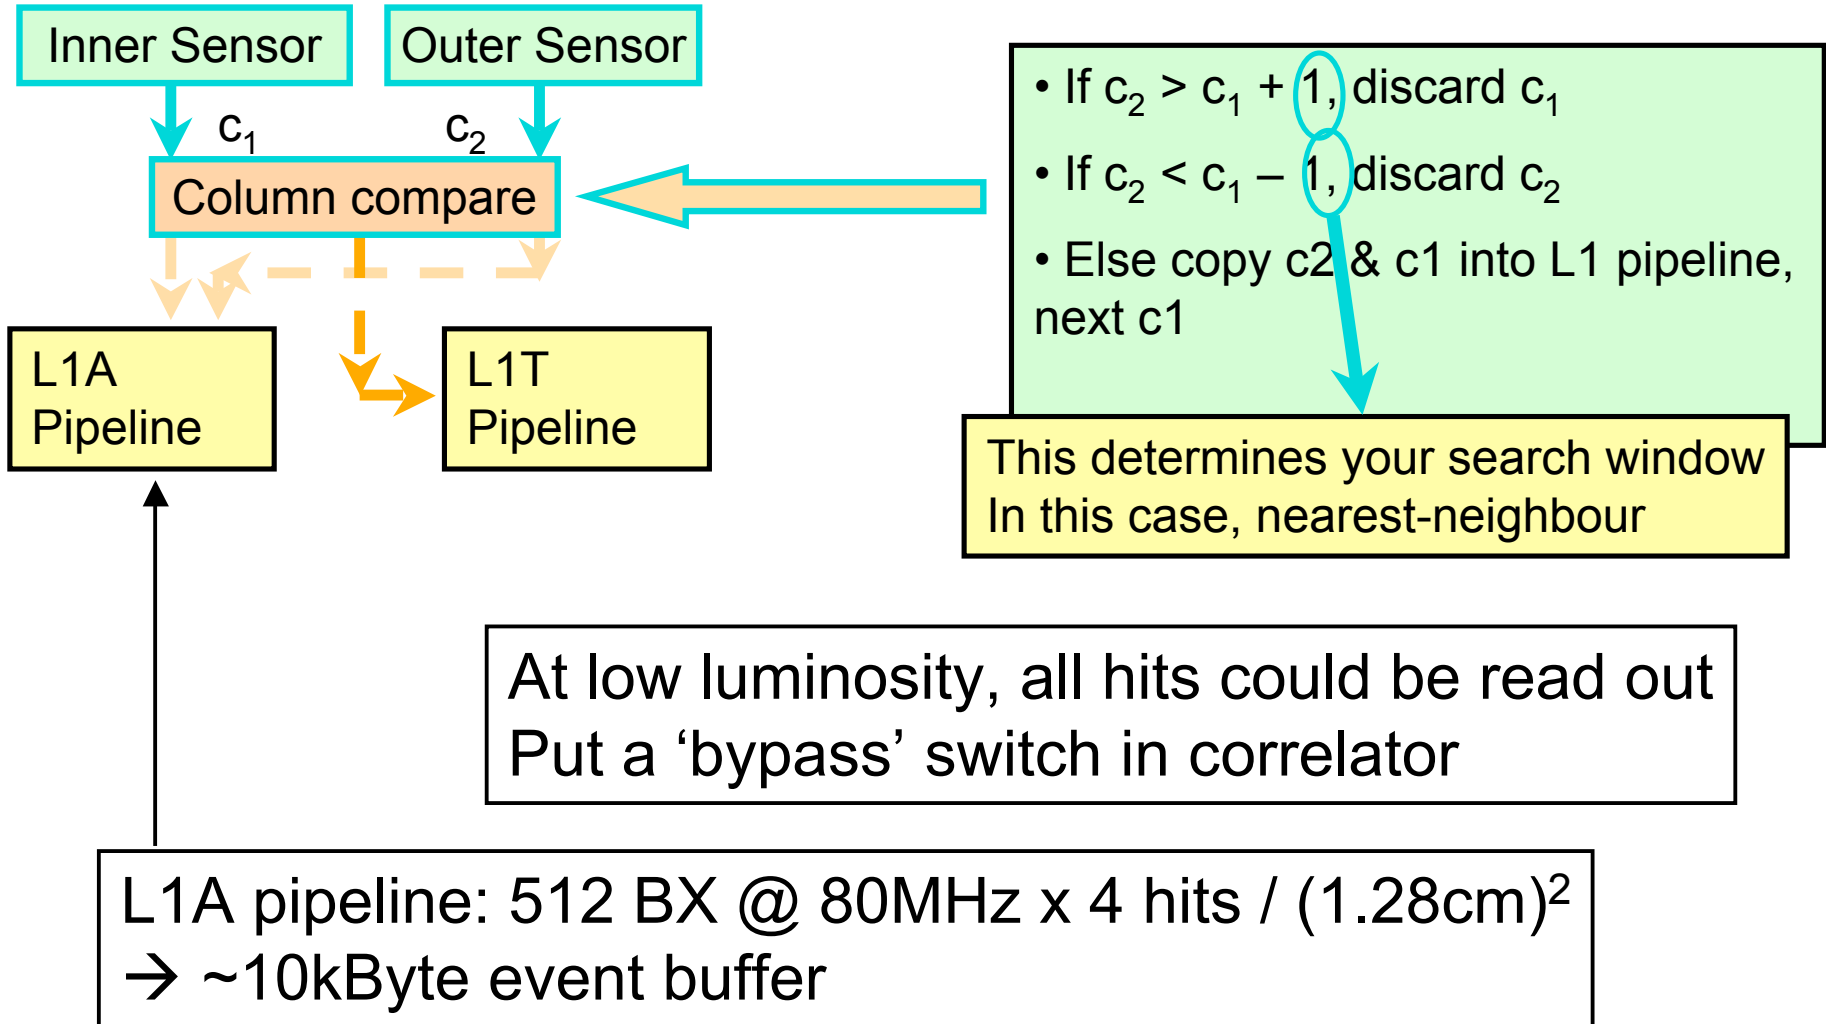 Inner Sensor
Outer Sensor
c₁
c₂
Column compare
L1A
Pipeline
L1T
Pipeline
• If c₂ > c₁ + 1, discard c₁
• If c₂ < c₁ – 1, discard c₂
• Else copy c2 & c1 into L1 pipeline,
next c1
This determines your search window
In this case, nearest-neighbour
At low luminosity, all hits could be read out
Put a ‘bypass’ switch in correlator
L1A pipeline: 512 BX @ 80MHz x 4 hits / (1.28cm)²
→ ~10kByte event buffer